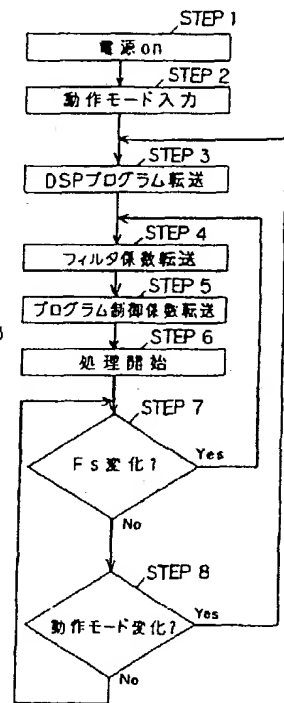 STEP 1
電源on
STEP 2
動作モード入力
STEP 3
DSPプログラム転送
STEP 4
フィルタ係数転送
STEP 5
プログラム制御係数転送
STEP 6
処理開始
STEP 7
Fs変化?
Yes
No
STEP 8
動作モード変化?
Yes
No